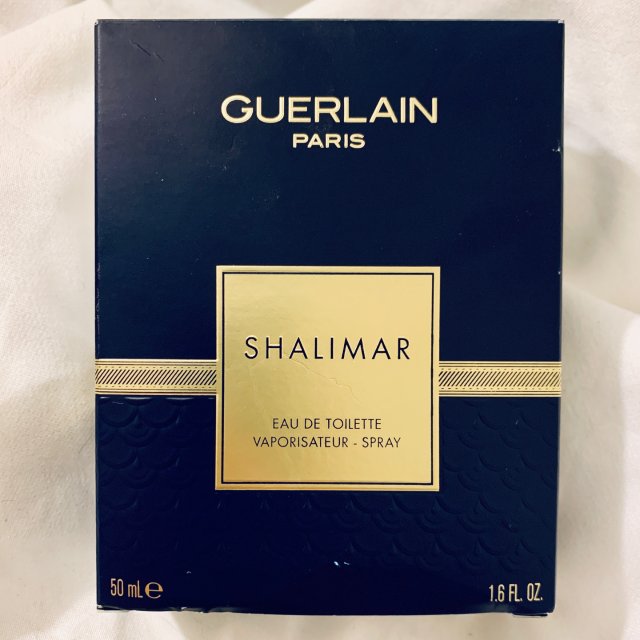 GUERLAIN
PARIS
SHALIMAR
EAU DE TOILETTE
VAPORISATEUR - SPRAY
50 mL ℮
1.6 FL. OZ.